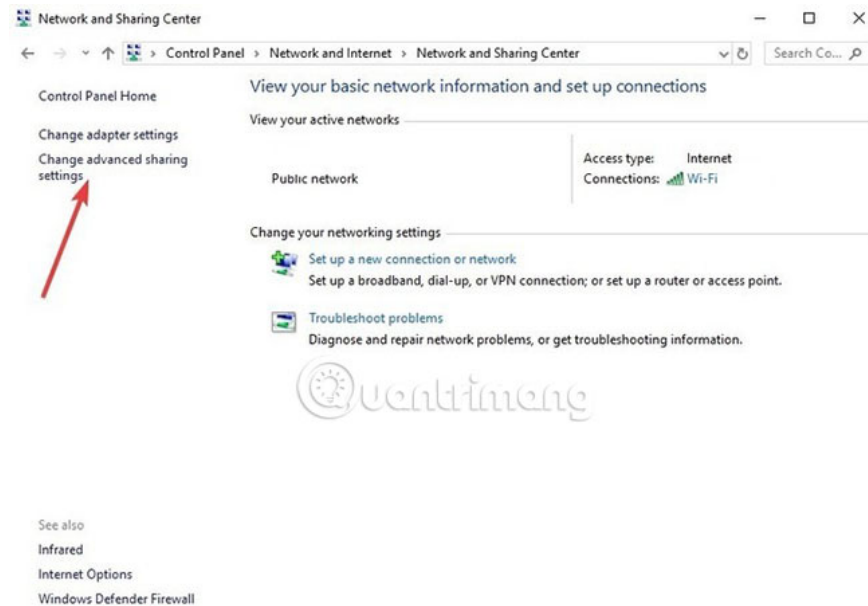 Network and Sharing Center
Control Panel > Network and Internet > Network and Sharing Center
Search Co...
Control Panel Home
Change adapter settings
Change advanced sharing
settings
View your basic network information and set up connections
View your active networks
Public network
Access type: Internet
Connections: Wi-Fi
Change your networking settings
Set up a new connection or network
Set up a broadband, dial-up, or VPN connection; or set up a router or access point.
Troubleshoot problems
Diagnose and repair network problems, or get troubleshooting information.
Quantrimang
See also
Infrared
Internet Options
Windows Defender Firewall